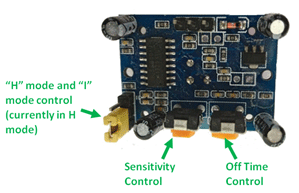 “H” mode and “I”
mode control
(currently in H
mode)
Sensitivity
Control
Off Time
Control